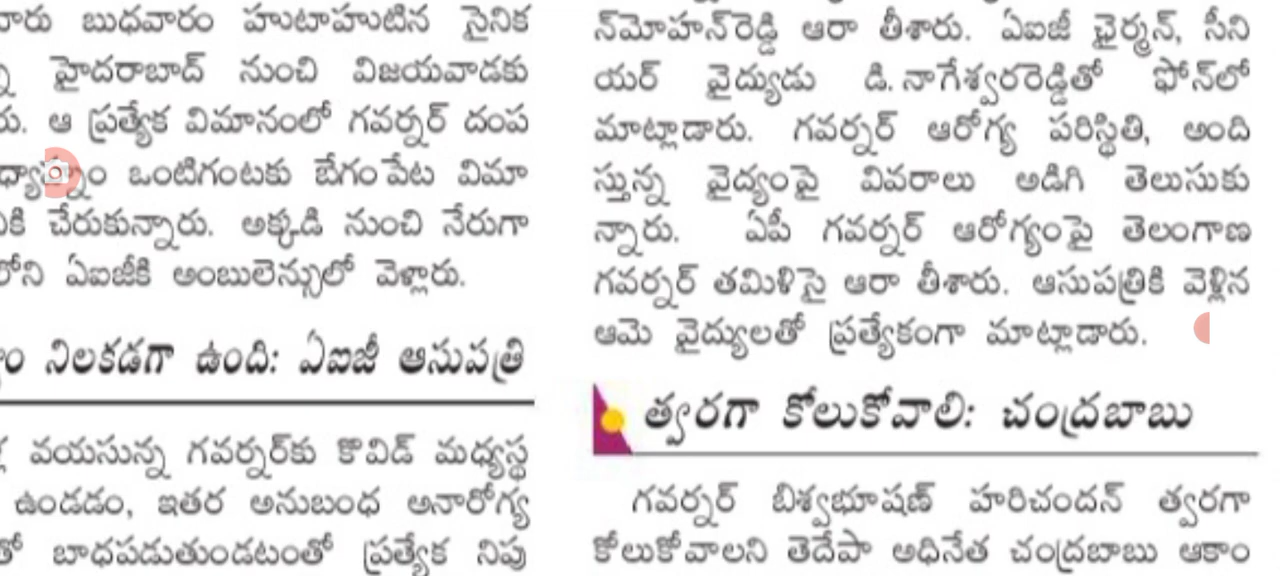 వారు బుధవారం హుటాహుటిన సైనిక
హైదరాబాద్ నుంచి విజయవాడకు
రు. ఆ ప్రత్యేక విమానంలో గవర్నర్ దంప
ఒంటిగంటకు బేగంపేట విమా
కి చేరుకున్నారు. అక్కడి నుంచి నేరుగా
లోని ఏఐజీకి అంబులెన్సులో వెళ్లారు.
నిలకడగా ఉంది: ఏఐజీ ఆసుపత్రి
వయసున్న గవర్నర్‌కు కొవిడ్ మధ్యస్థ
ఉండడం, ఇతర అనుబంధ అనారోగ్య
తో బాధపడుతుండటంతో ప్రత్యేక నిపు
న్‌మోహన్‌రెడ్డి ఆరా తీశారు. ఏఐజీ ఛైర్మన్, సీని
యర్ వైద్యుడు డి. నాగేశ్వరరెడ్డితో ఫోన్‌లో
మాట్లాడారు. గవర్నర్ ఆరోగ్య పరిస్థితి, అంది
స్తున్న వైద్యంపై వివరాలు అడిగి తెలుసుకు
న్నారు. ఏపీ గవర్నర్ ఆరోగ్యంపై తెలంగాణ
గవర్నర్ తమిళిసై ఆరా తీశారు. ఆసుపత్రికి వెళ్లిన
ఆమె వైద్యులతో ప్రత్యేకంగా మాట్లాడారు.
త్వరగా కోలుకోవాలి: చంద్రబాబు
గవర్నర్ బిశ్వభూషణ్ హరిచందన్ త్వరగా
కోలుకోవాలని తెదేపా అధినేత చంద్రబాబు ఆకాం